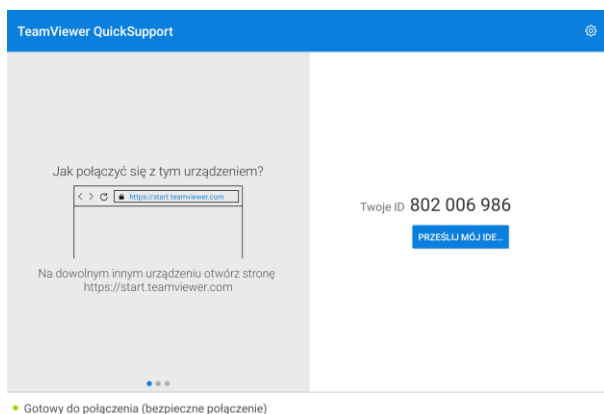 TeamViewer QuickSupport
Jak połączyć się z tym urządzeniem?
https://start.teamviewer.com
Na dowolnym innym urządzeniu otwórz stronę
https://start.teamviewer.com
Twoje ID 802 006 986
PRZEŚLIJ MÓJ IDE...
Gotowy do połączenia (bezpieczne połączenie)